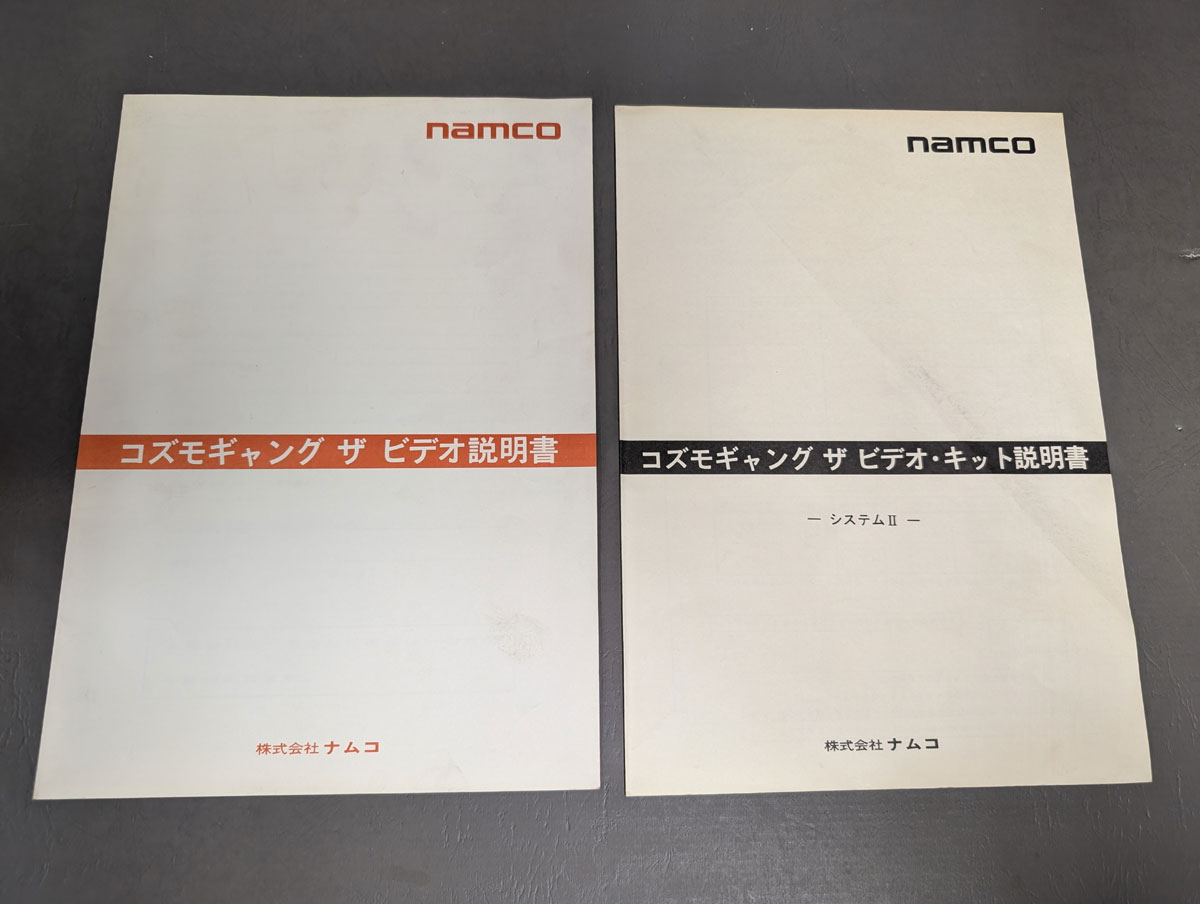 namco
コズモギャング ザ ビデオ説明書
株式会社 ナムコ
namco
コズモギャング ザ ビデオ・キット説明書
― システムⅡ ―
株式会社 ナムコ